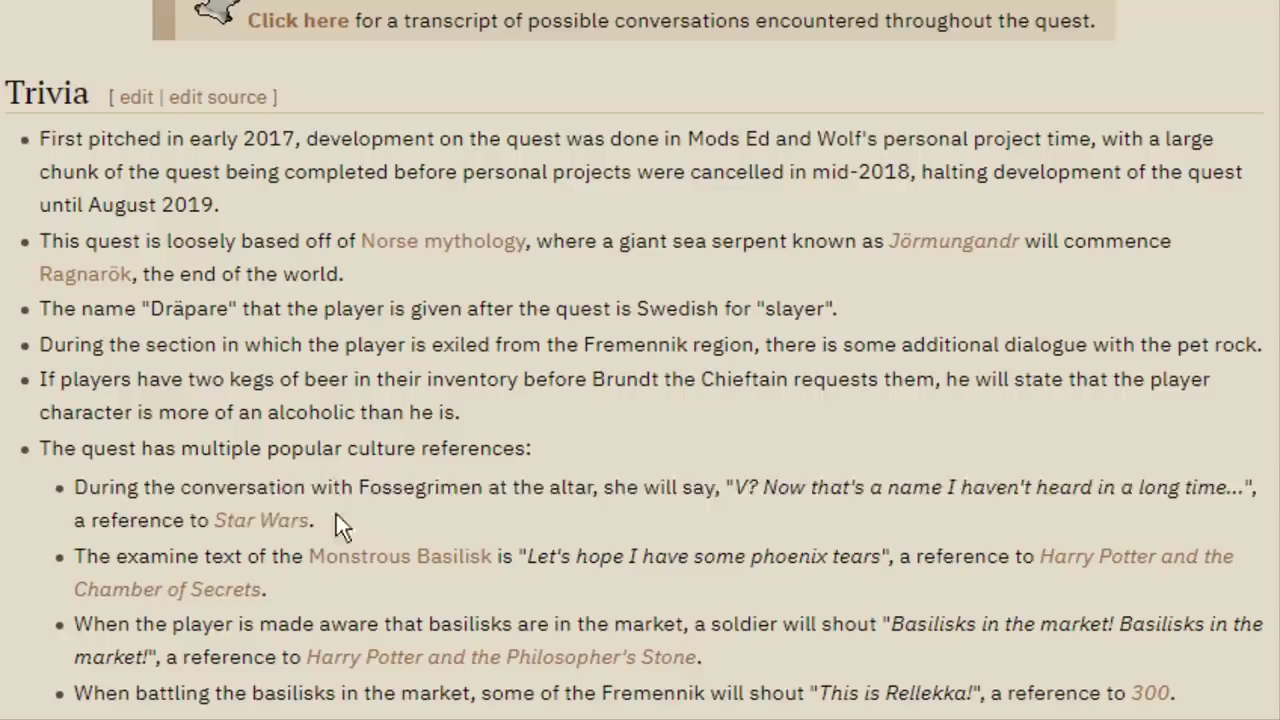 Click here for a transcript of possible conversations encountered throughout the quest.
Trivia [ edit | edit source ]
• First pitched in early 2017, development on the quest was done in Mods Ed and Wolf's personal project time, with a large
chunk of the quest being completed before personal projects were cancelled in mid-2018, halting development of the quest
until August 2019.
• This quest is loosely based off of Norse mythology, where a giant sea serpent known as Jörmungandr will commence
Ragnarök, the end of the world.
• The name "Dräpare" that the player is given after the quest is Swedish for "slayer".
• During the section in which the player is exiled from the Fremennik region, there is some additional dialogue with the pet rock.
• If players have two kegs of beer in their inventory before Brundt the Chieftain requests them, he will state that the player
character is more of an alcoholic than he is.
• The quest has multiple popular culture references:
• During the conversation with Fossegrimen at the altar, she will say, "V? Now that's a name I haven't heard in a long time...",
a reference to Star Wars.
• The examine text of the Monstrous Basilisk is "Let's hope I have some phoenix tears", a reference to Harry Potter and the
Chamber of Secrets.
• When the player is made aware that basilisks are in the market, a soldier will shout "Basilisks in the market! Basilisks in the
market!", a reference to Harry Potter and the Philosopher's Stone.
• When battling the basilisks in the market, some of the Fremennik will shout "This is Rellekka!", a reference to 300.